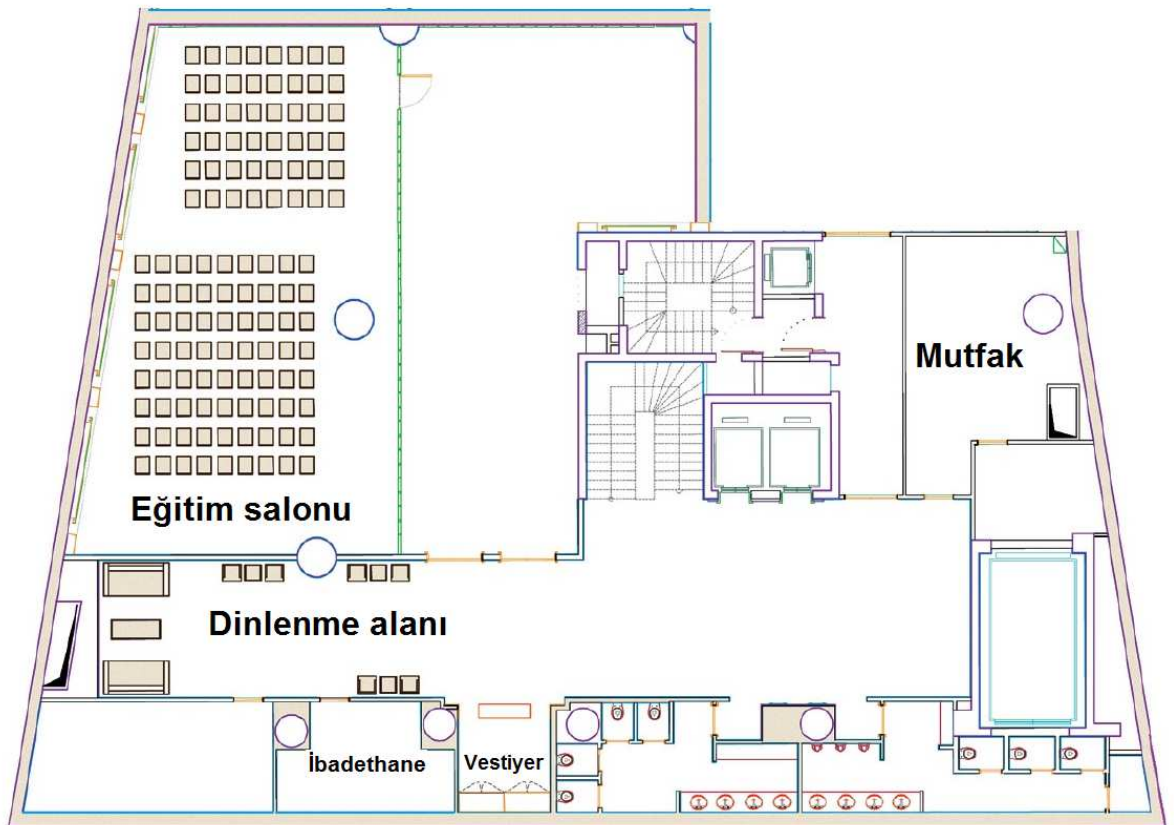 Mutfak
Eğitim salonu
Dinlenme alanı
İbadethane
Vestiyer